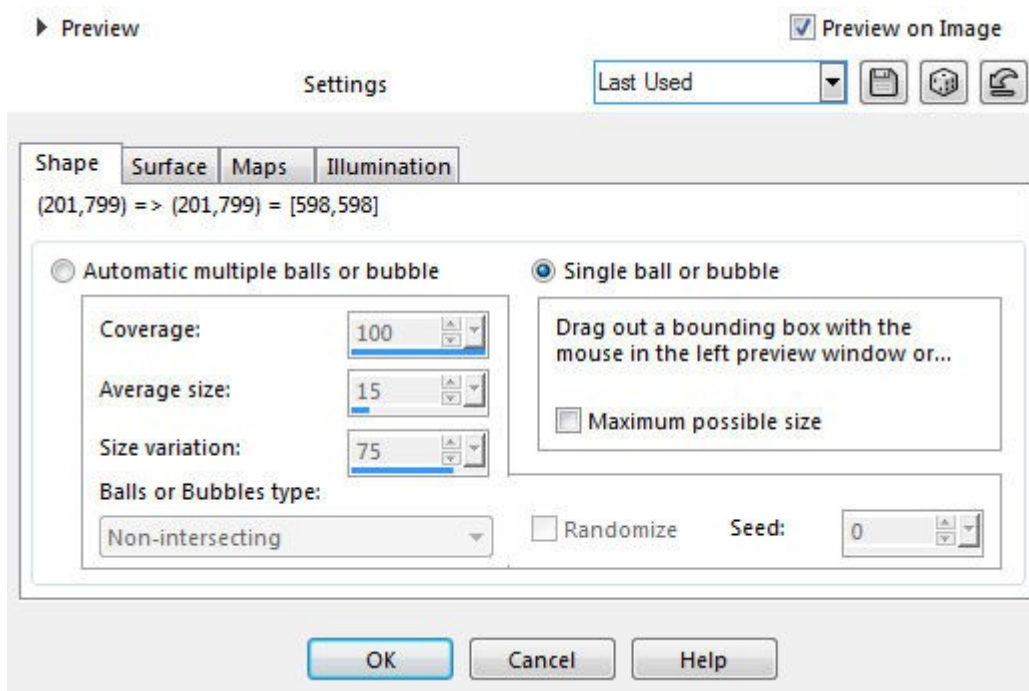 Preview
Preview on Image
Settings
Last Used
Shape
Surface
Maps
Illumination
(201,799) => (201,799) = [598,598]
Automatic multiple balls or bubble
Single ball or bubble
Coverage:
100
Average size:
15
Size variation:
75
Balls or Bubbles type:
Non-intersecting
Drag out a bounding box with the
mouse in the left preview window or...
Maximum possible size
Randomize
Seed:
0
OK
Cancel
Help